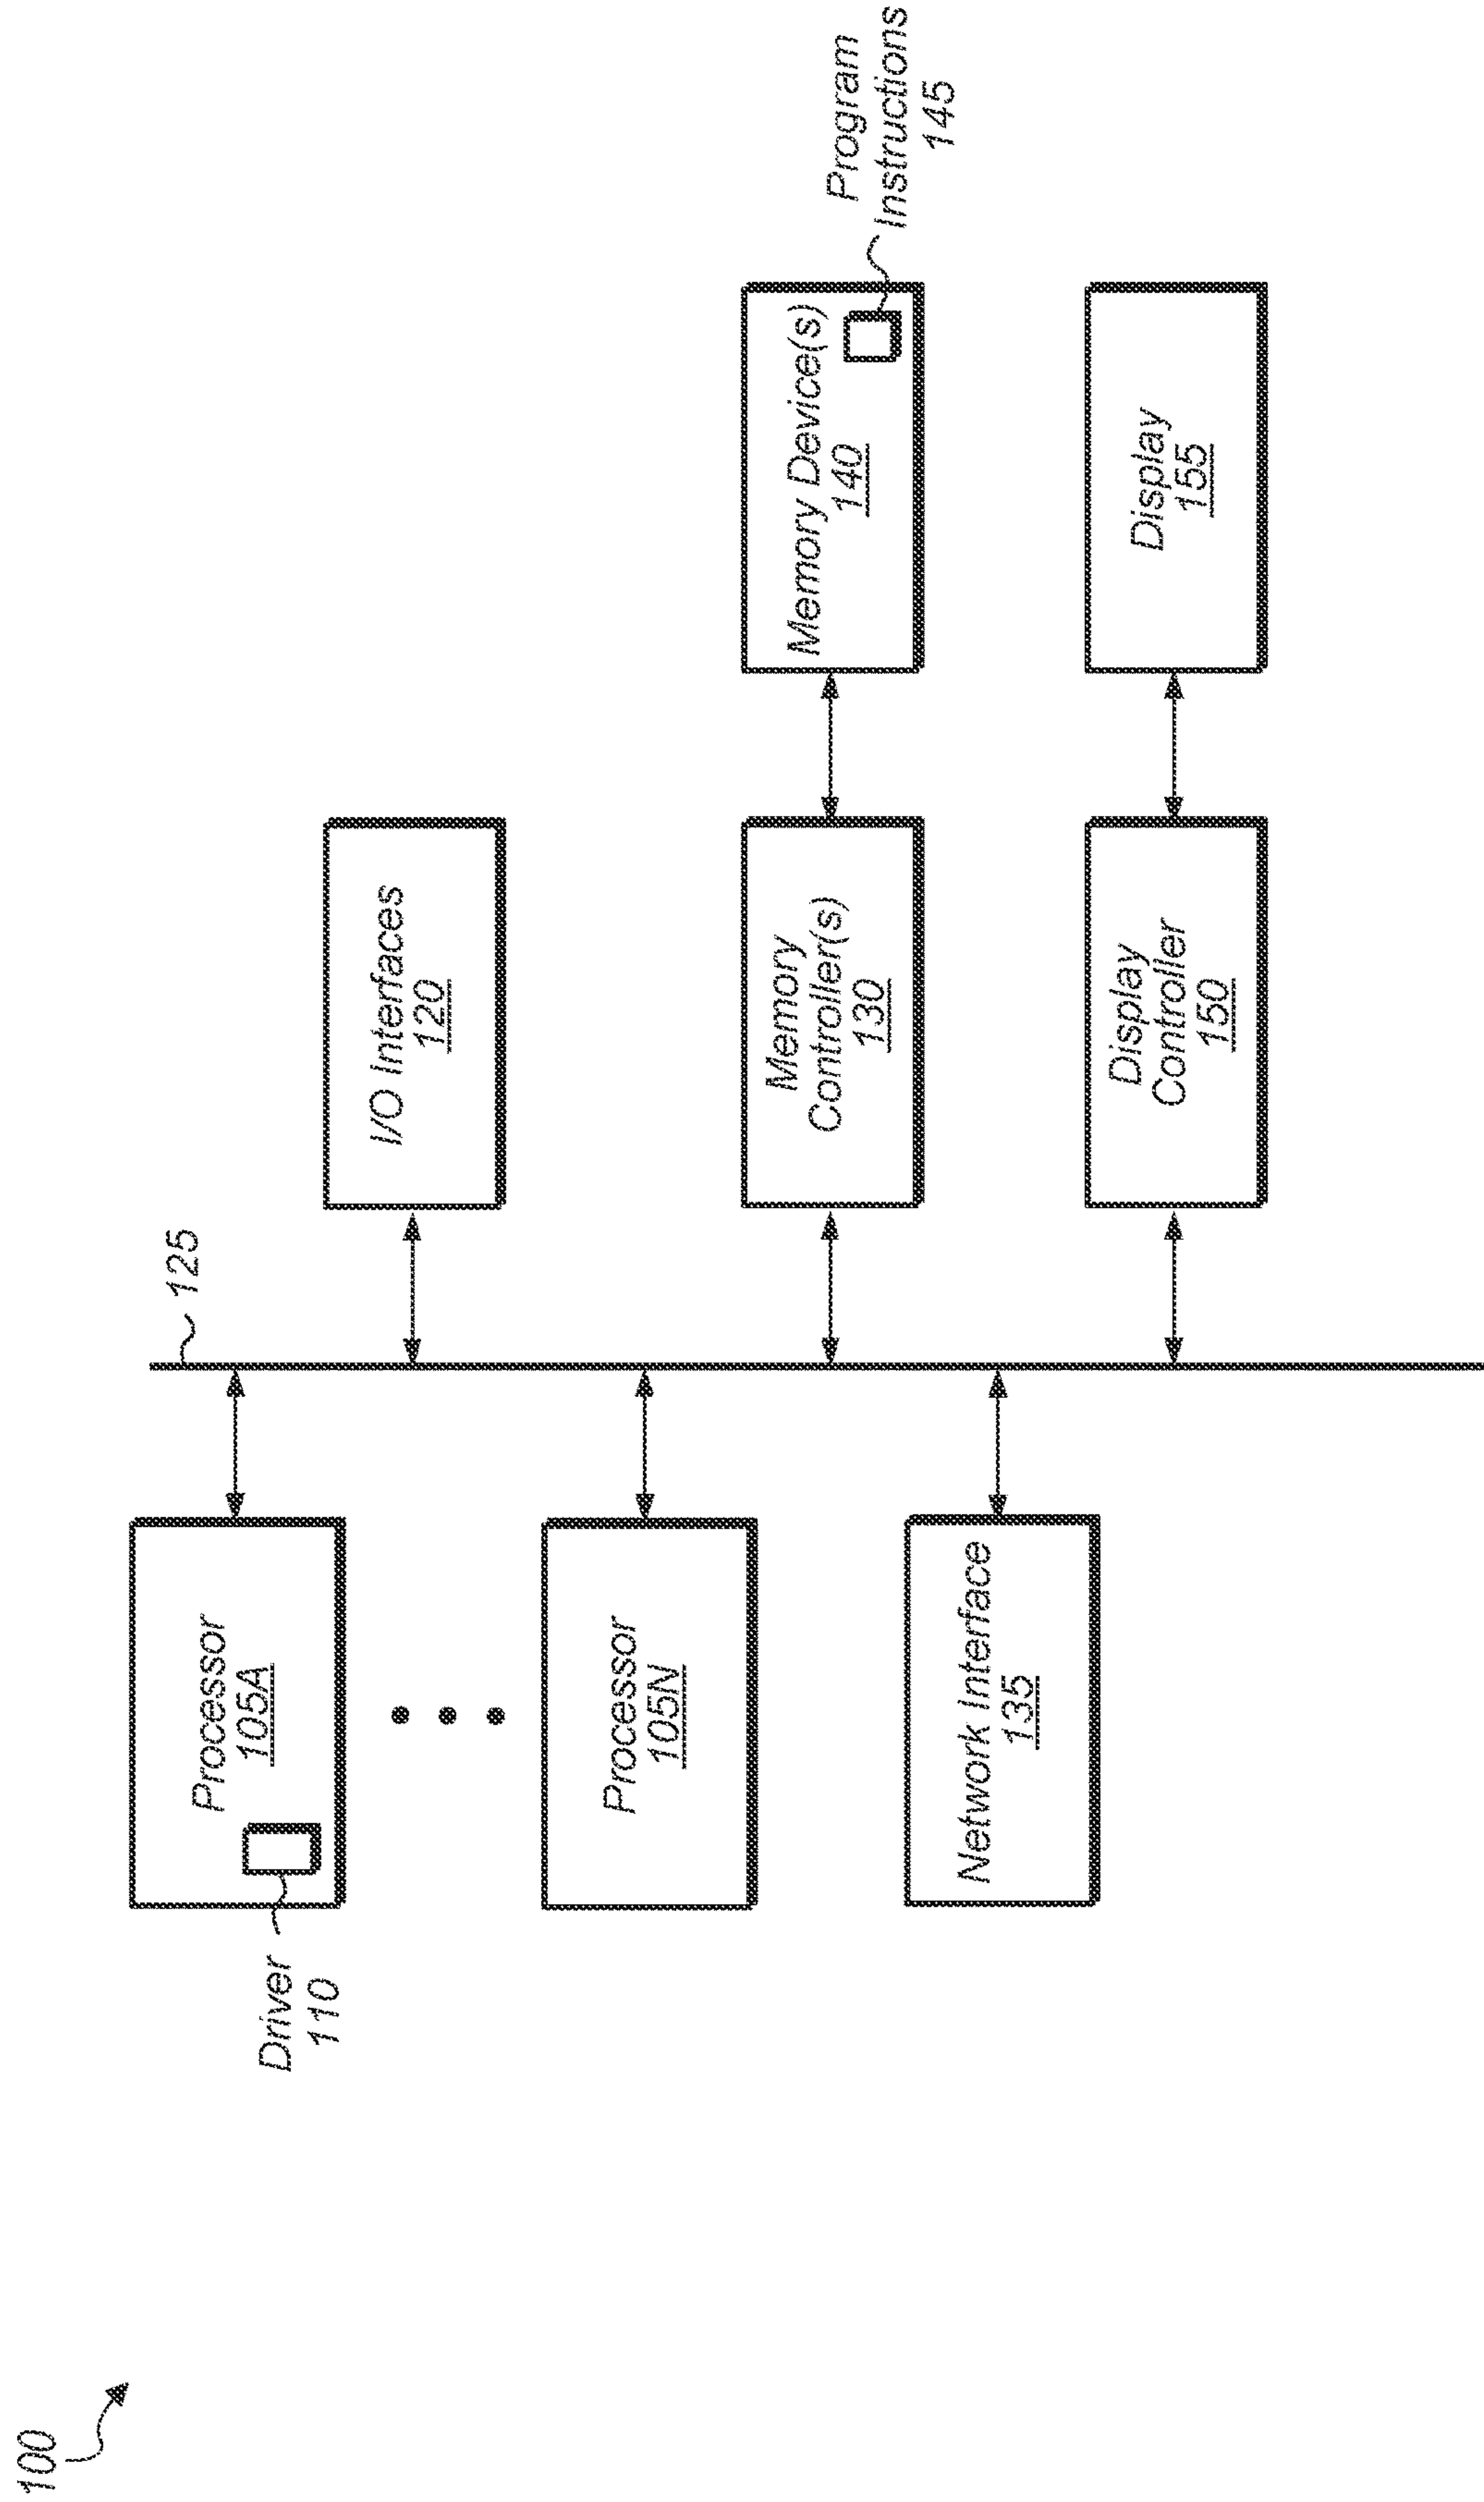 100
Driver
110
Processor
105A
Processor
105N
Network Interface
135
125
I/O Interfaces
120
Memory
Controller(s)
130
Display
Controller
150
Memory Device(s)
140
Display
155
Program
Instructions
145